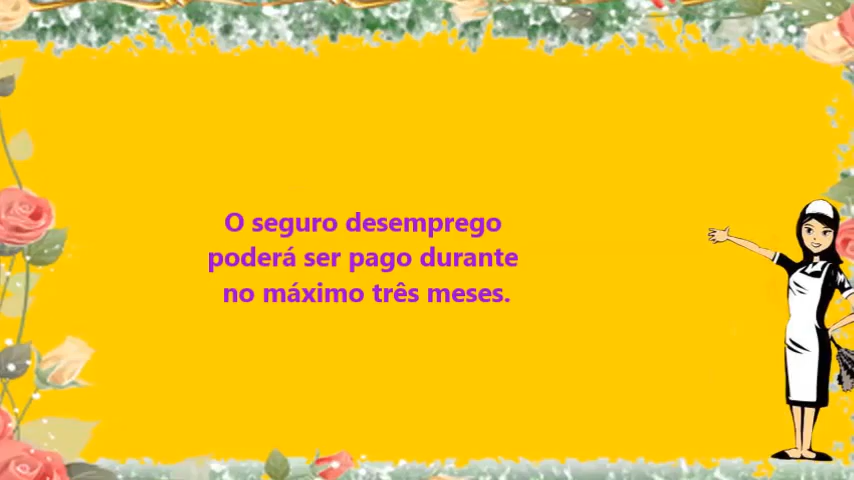 O seguro desemprego
poderá ser pago durante
no máximo três meses.